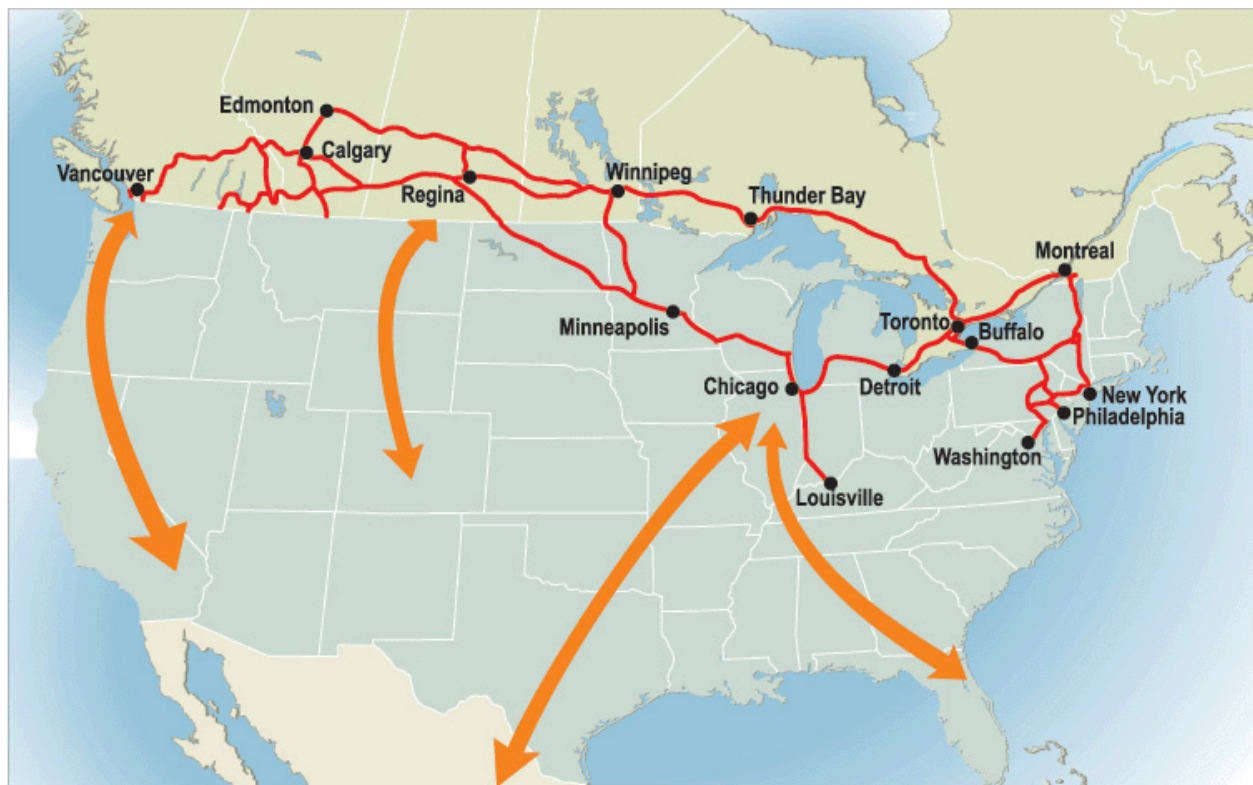 Edmonton
Calgary
Vancouver
Regina
Winnipeg
Thunder Bay
Montreal
Minneapolis
Toronto
Buffalo
Chicago
Detroit
New York
Philadelphia
Washington
Louisville